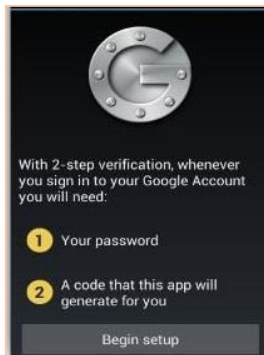 With 2-step verification, whenever
you sign in to your Google Account
you will need:
1 Your password
2 A code that this app will
generate for you
Begin setup